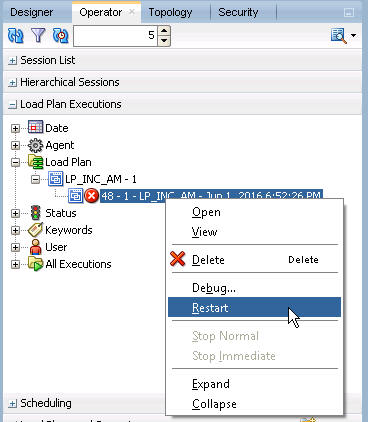 Designer Operator Topology Security
5
Session List
Hierarchical Sessions
Load Plan Executions
Date
Agent
Load Plan
LP_INC_AM - 1
48 - 1 - LP_INC_AM - Jun 1, 2016 6:52:26 PM
Status
Keywords
User
All Executions
Open
View
Delete Delete
Debug...
Restart
Stop Normal
Stop Immediate
Expand
Collapse
Scheduling